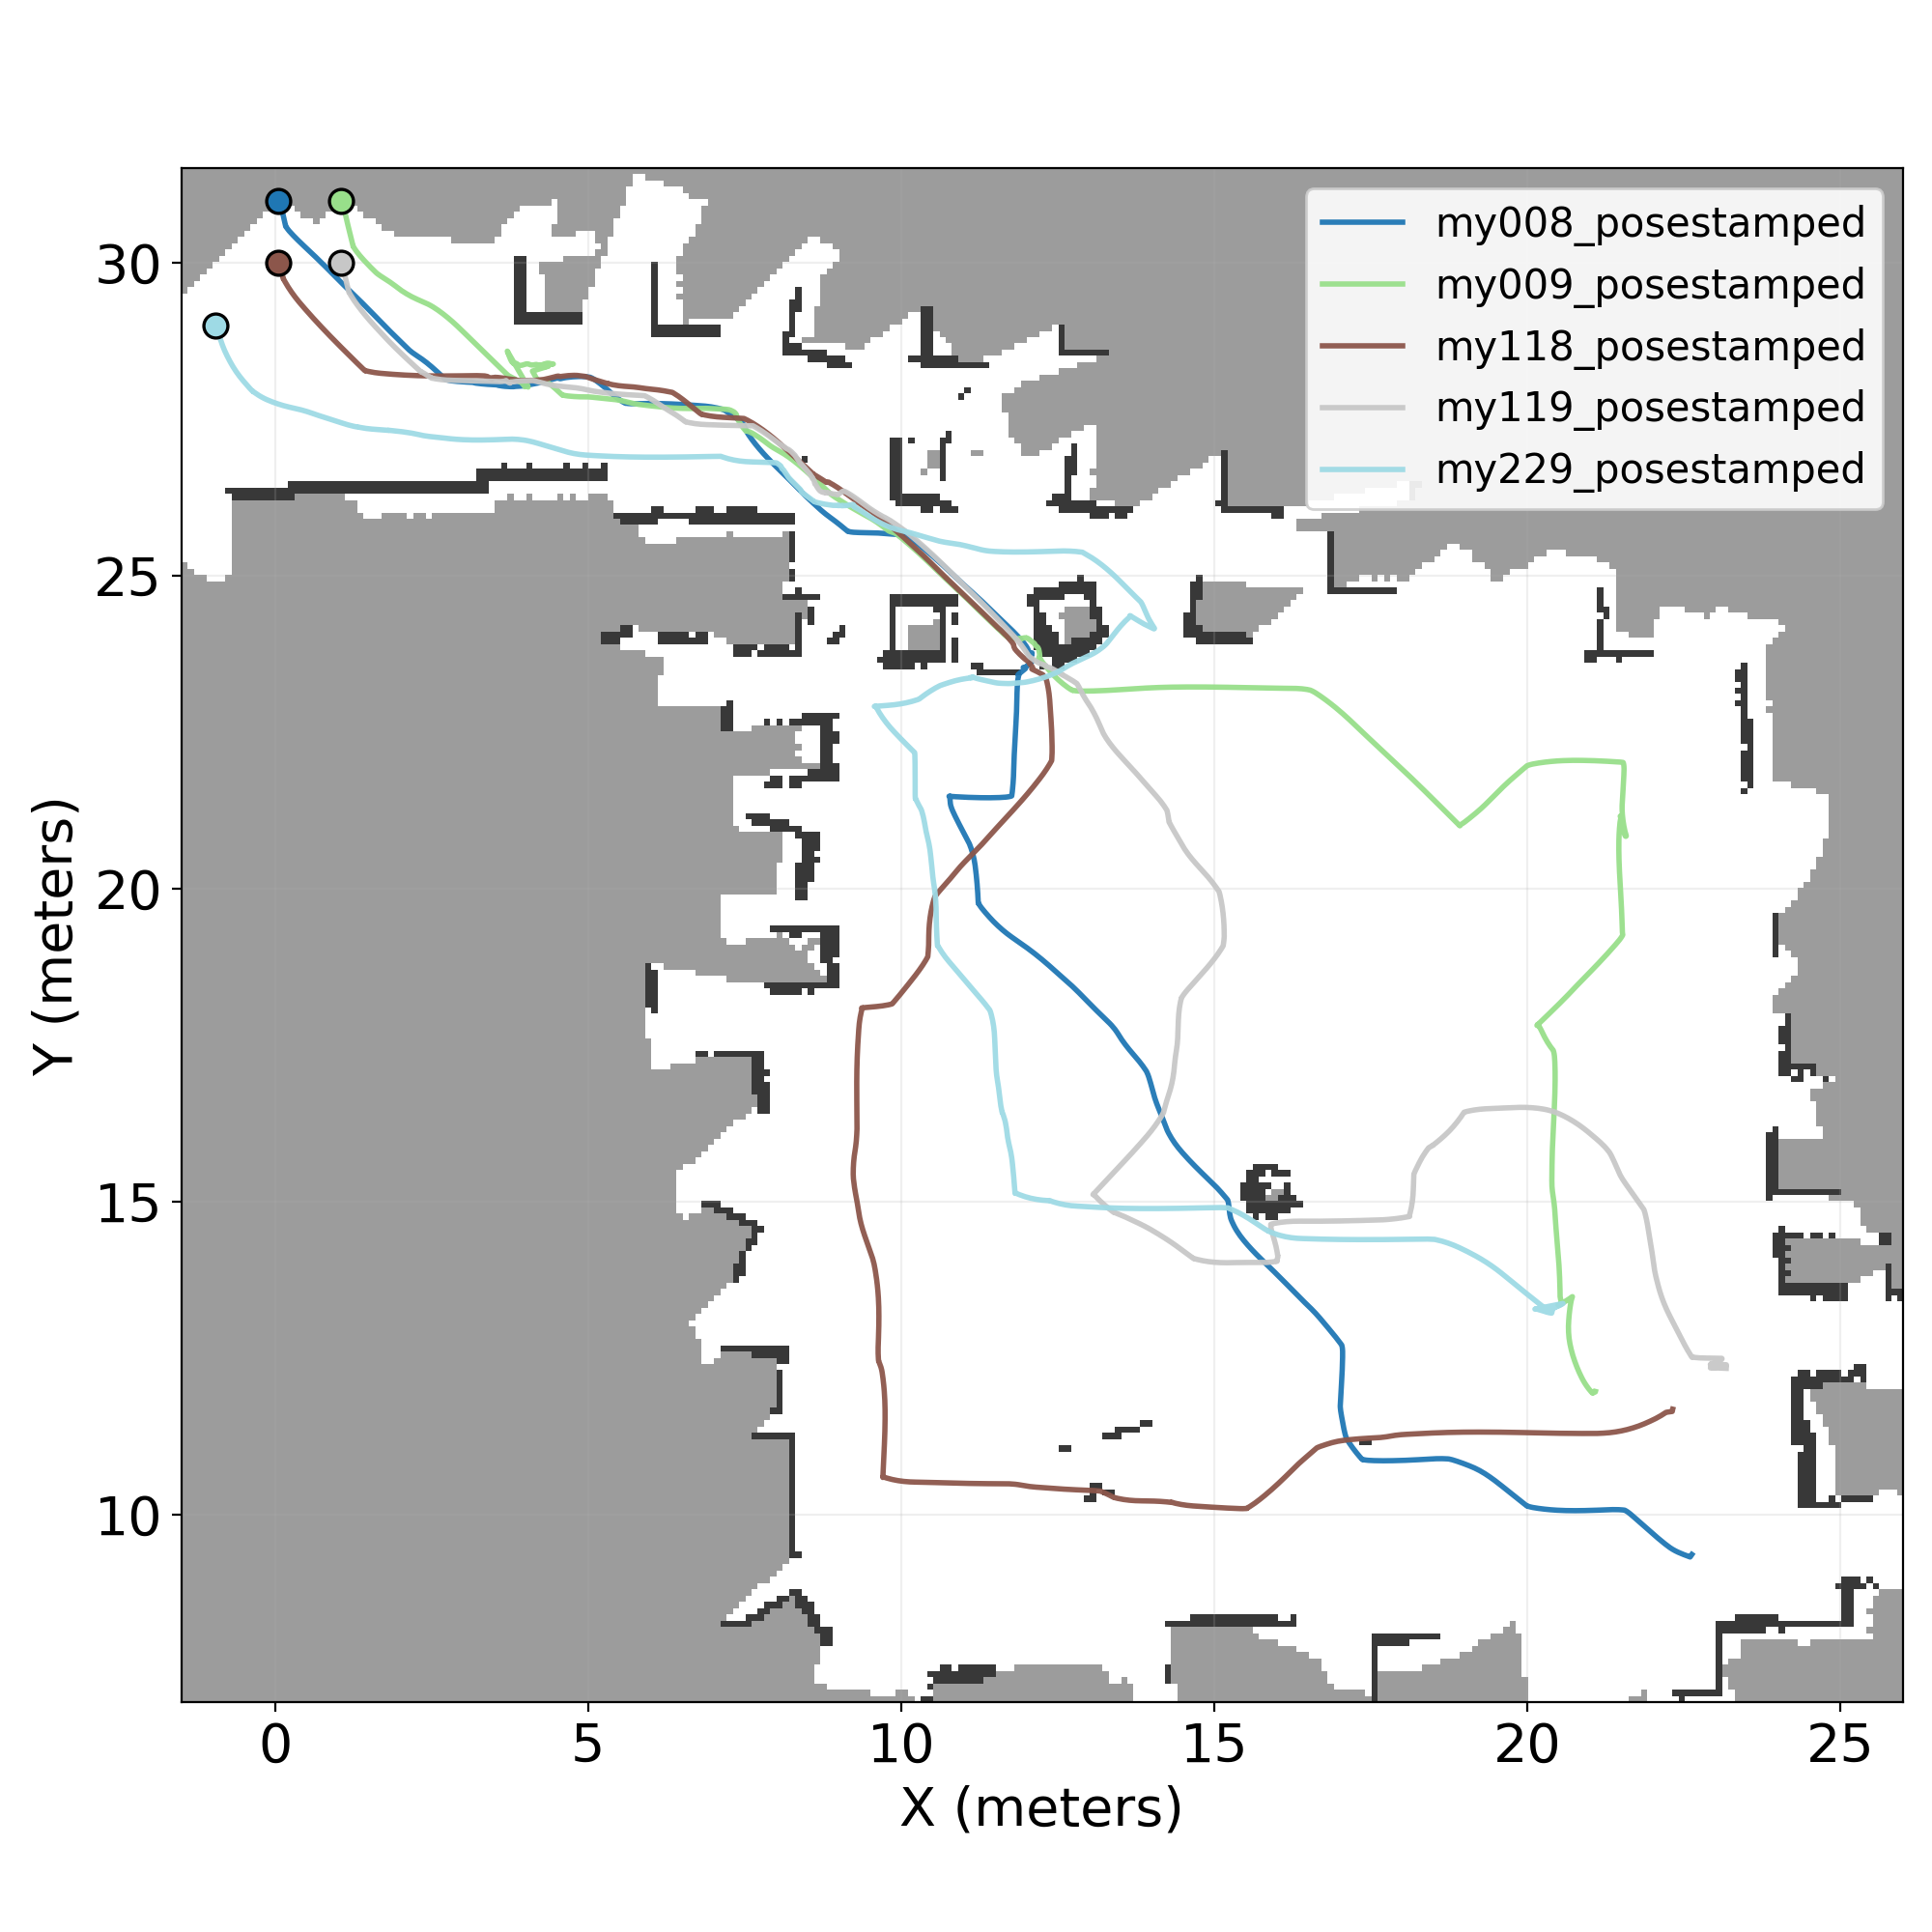 my008_posestamped
my009_posestamped
my118_posestamped
my119_posestamped
my229_posestamped
30
25
20
15
10
Y (meters)
0 5 10 15 20 25
X (meters)